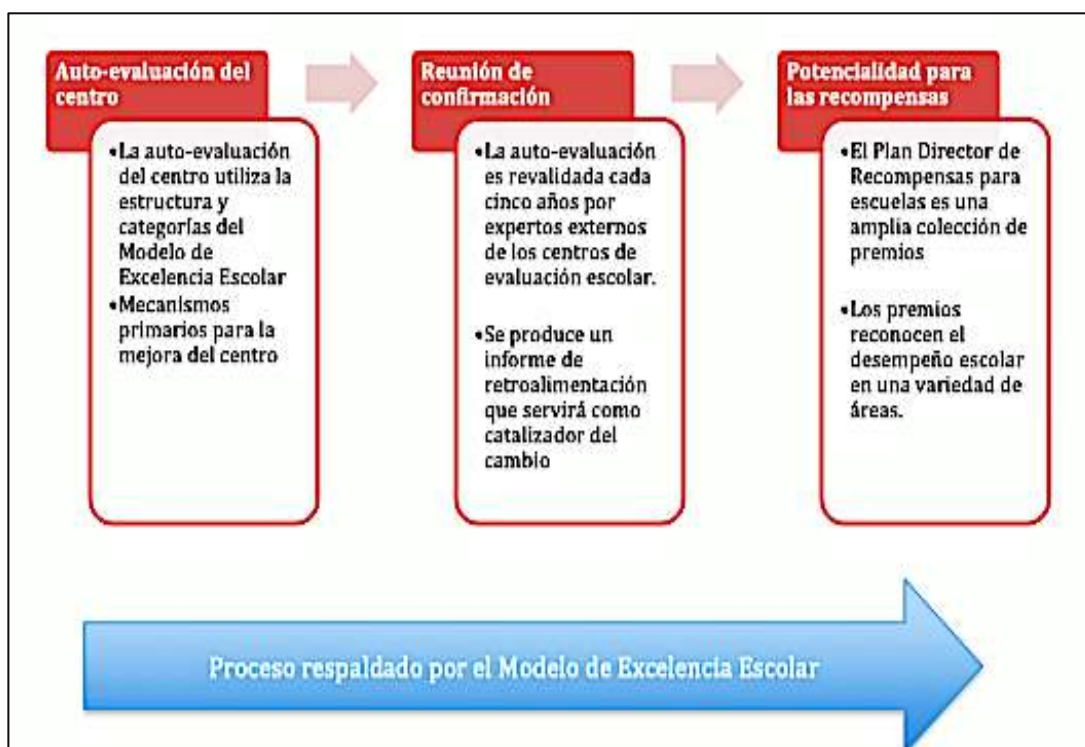 Auto-evaluación del
centro
•La auto-evaluación
del centro utiliza la
estructura y
categorías del
Modelo de
Excelencia Escolar
•Mecanismos
primarios para la
mejora del centro
Reunión de
confirmación
•La auto-evaluación
es revalidada cada
cinco años por
expertos externos
de los centros de
evaluación escolar.
•Se produce un
informe de
retroalimentación
que servirá como
catalizador del
cambio
Potencialidad para
las recompensas
•El Plan Director de
Recompensas para
escuelas es una
amplia colección de
premios
•Los premios
reconocen el
desempeño escolar
en una variedad de
áreas.
Proceso respaldado por el Modelo de Excelencia Escolar